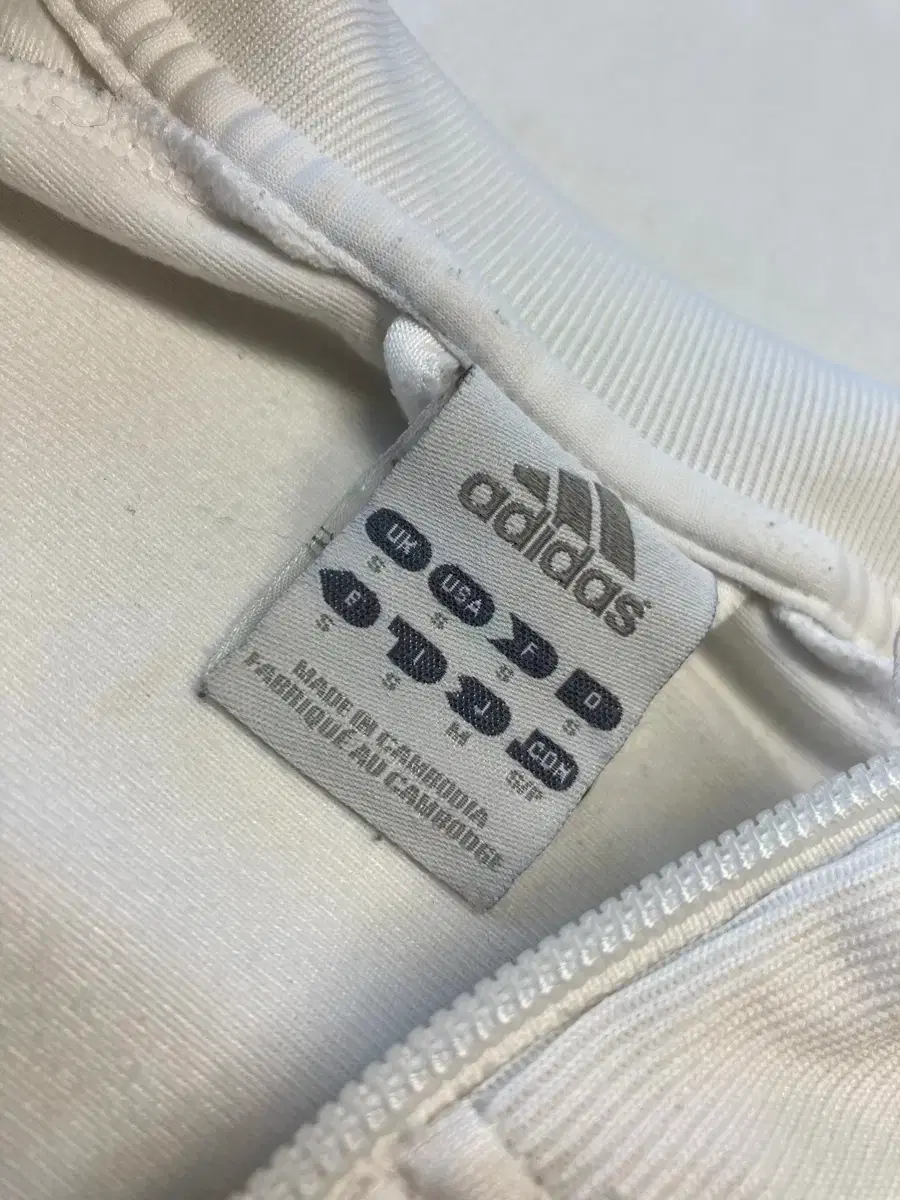 adidas
UK USA F D
S S S S
E I J CDN
S S M S/P
MADE IN CAMBODIA
FABRIQUÉ AU CAMBODGE